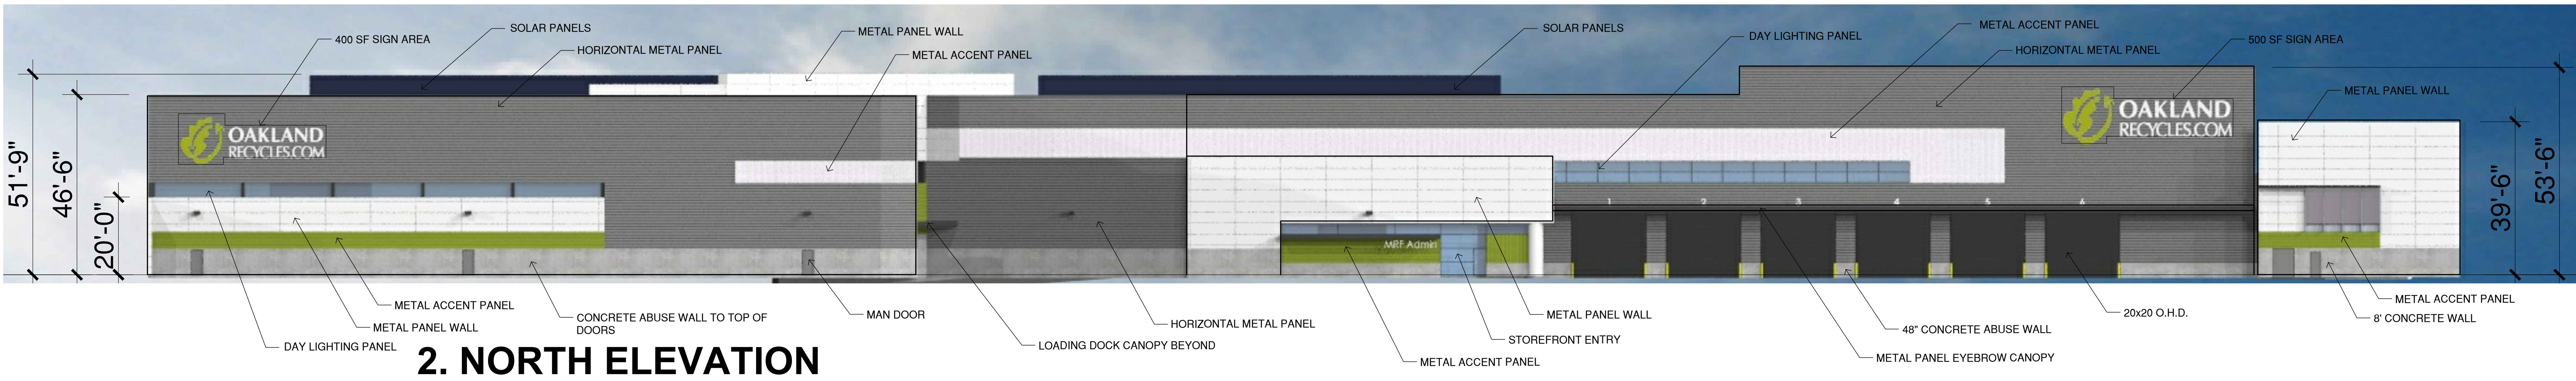 400 SF SIGN AREA
SOLAR PANELS
HORIZONTAL METAL PANEL
METAL PANEL WALL
METAL ACCENT PANEL
SOLAR PANELS
DAY LIGHTING PANEL
METAL ACCENT PANEL
HORIZONTAL METAL PANEL
500 SF SIGN AREA
METAL PANEL WALL
51'-9"
46'-6"
20'-0"
OAKLAND
RECYCLES.COM
OAKLAND
RECYCLES.COM
39'-6"
53'-6"
1 2 3 4 5 6
MRF Admin
METAL ACCENT PANEL
METAL PANEL WALL
DAY LIGHTING PANEL
CONCRETE ABUSE WALL TO TOP OF
DOORS
MAN DOOR
LOADING DOCK CANOPY BEYOND
HORIZONTAL METAL PANEL
METAL PANEL WALL
STOREFRONT ENTRY
METAL ACCENT PANEL
48" CONCRETE ABUSE WALL
METAL PANEL EYEBROW CANOPY
20x20 O.H.D.
METAL ACCENT PANEL
8' CONCRETE WALL
2. NORTH ELEVATION